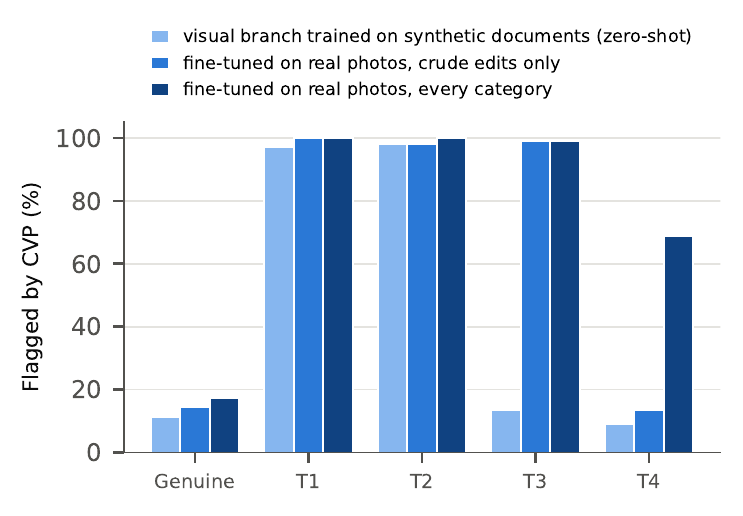 visual branch trained on synthetic documents (zero-shot)
fine-tuned on real photos, crude edits only
fine-tuned on real photos, every category
Flagged by CVP (%)
100
80
60
40
20
0
Genuine T1 T2 T3 T4